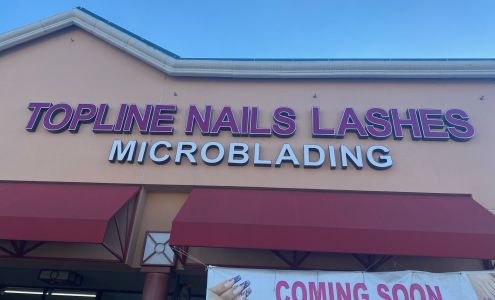 TOPLINE NAILS LASHES
MICROBLADING
COMING SOON